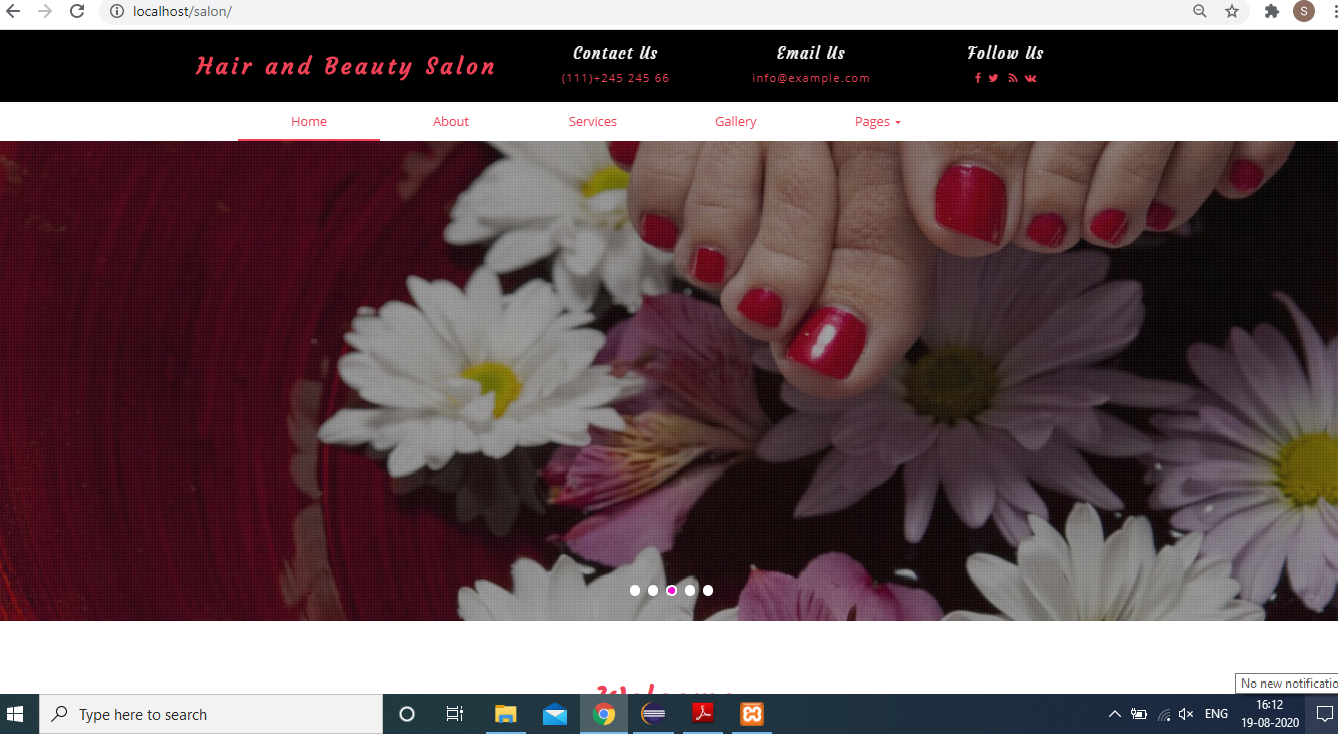 localhost/salon/
S
Hair and Beauty Salon
Contact Us
(111)+245 245 66
Email Us
info@example.com
Follow Us
Home
About
Services
Gallery
Pages
No new notificatio
Type here to search
ENG
16:12
19-08-2020